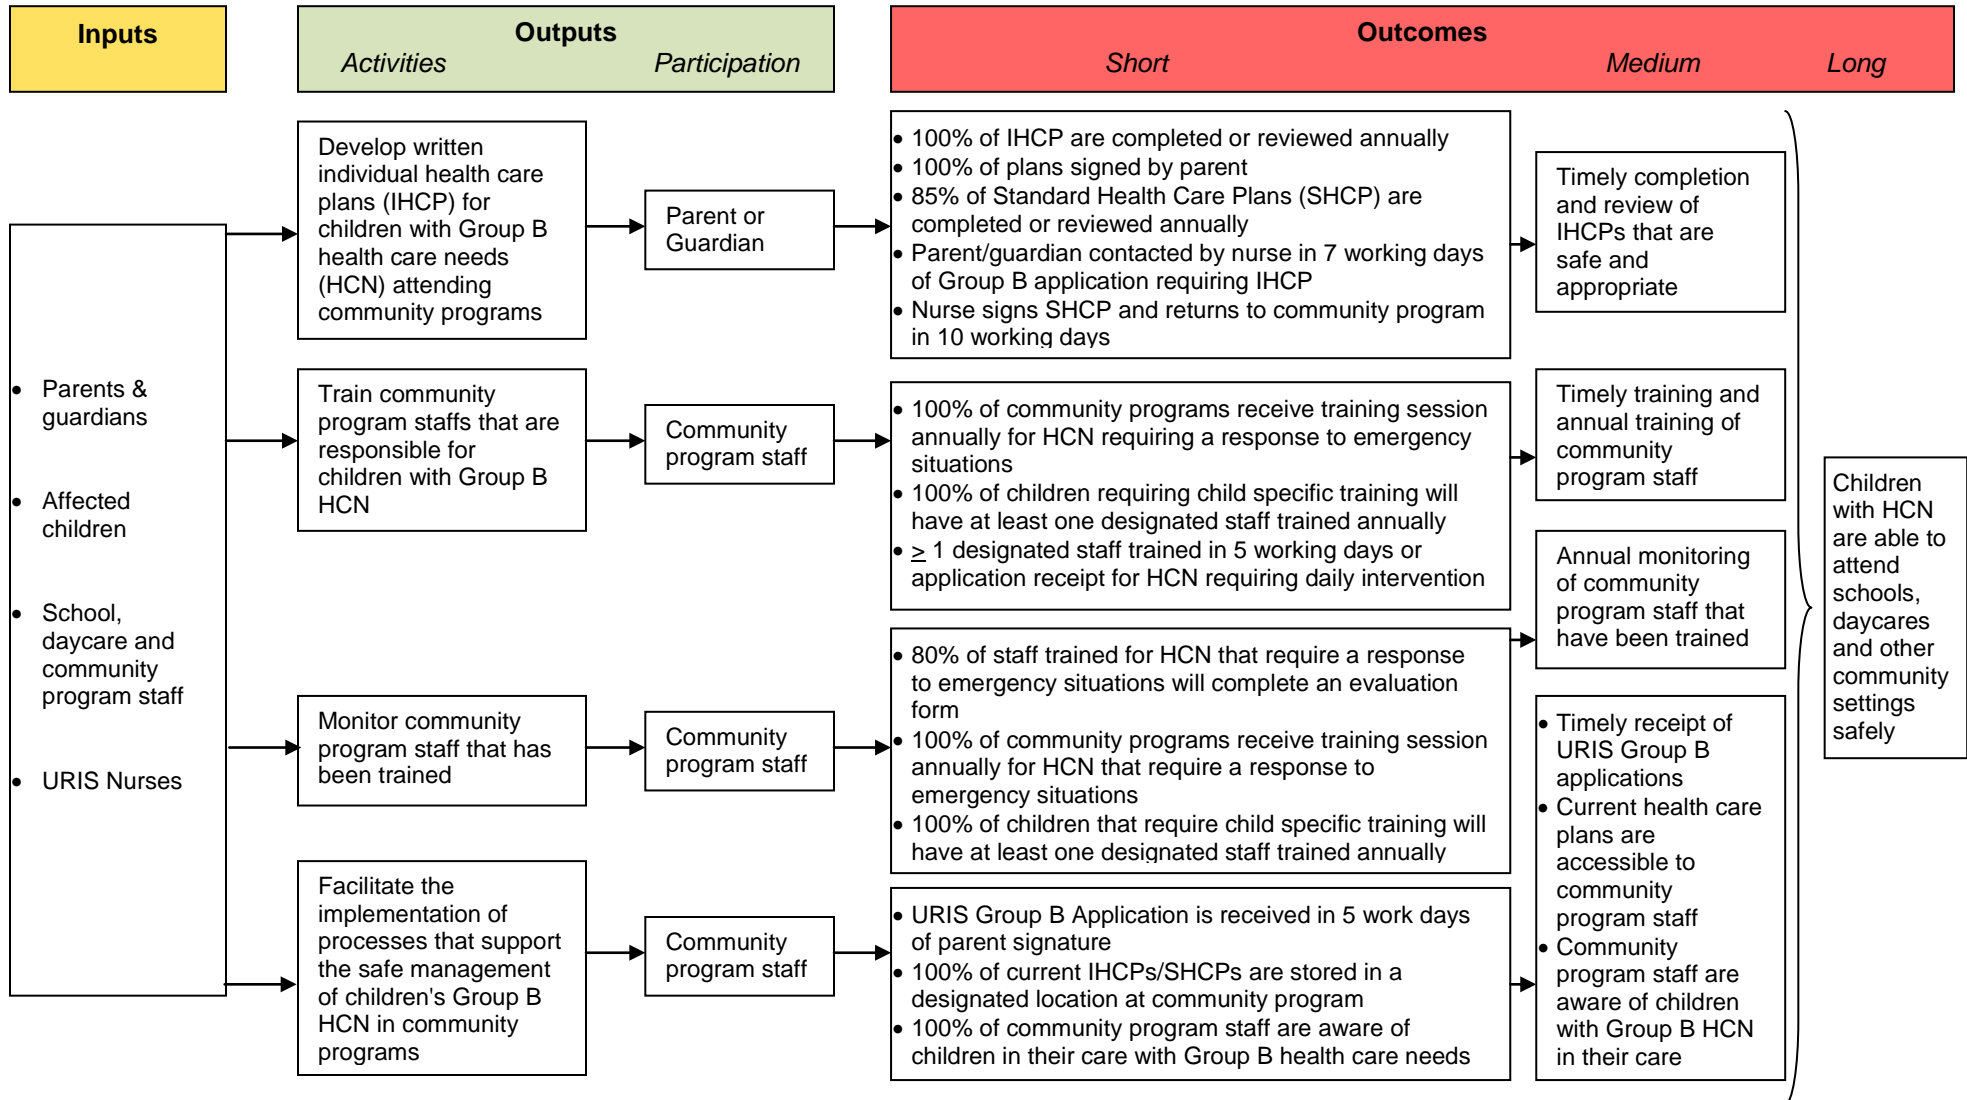 Inputs
Outputs
Activities Participation
Outcomes
Short Medium Long
• Parents &
guardians
• Affected
children
• School,
daycare and
community
program staff
• URIS Nurses
Develop written
individual health care
plans (IHCP) for
children with Group B
health care needs
(HCN) attending
community programs
Parent or
Guardian
• 100% of IHCP are completed or reviewed annually
• 100% of plans signed by parent
• 85% of Standard Health Care Plans (SHCP) are
completed or reviewed annually
• Parent/guardian contacted by nurse in 7 working days
of Group B application requiring IHCP
• Nurse signs SHCP and returns to community program
in 10 working days
Timely completion
and review of
IHCPs that are
safe and
appropriate
Train community
program staffs that are
responsible for
children with Group B
HCN
Community
program staff
• 100% of community programs receive training session
annually for HCN requiring a response to emergency
situations
• 100% of children requiring child specific training will
have at least one designated staff trained annually
• ≥ 1 designated staff trained in 5 working days or
application receipt for HCN requiring daily intervention
Timely training and
annual training of
community
program staff
Monitor community
program staff that has
been trained
Community
program staff
• 80% of staff trained for HCN that require a response
to emergency situations will complete an evaluation
form
• 100% of community programs receive training session
annually for HCN that require a response to
emergency situations
• 100% of children that require child specific training will
have at least one designated staff trained annually
Annual monitoring
of community
program staff that
have been trained
Facilitate the
implementation of
processes that support
the safe management
of children's Group B
HCN in community
programs
Community
program staff
• URIS Group B Application is received in 5 work days
of parent signature
• 100% of current IHCPs/SHCPs are stored in a
designated location at community program
• 100% of community program staff are aware of
children in their care with Group B health care needs
• Timely receipt of
URIS Group B
applications
• Current health care
plans are
accessible to
community
program staff
• Community
program staff are
aware of children
with Group B HCN
in their care
Children
with HCN
are able to
attend
schools,
daycares
and other
community
settings
safely